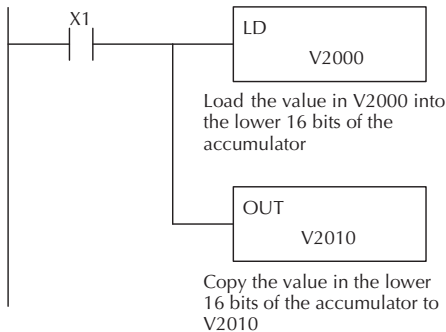 X1
LD
V2000
Load the value in V2000 into
the lower 16 bits of the
accumulator
OUT
V2010
Copy the value in the lower
16 bits of the accumulator to
V2010